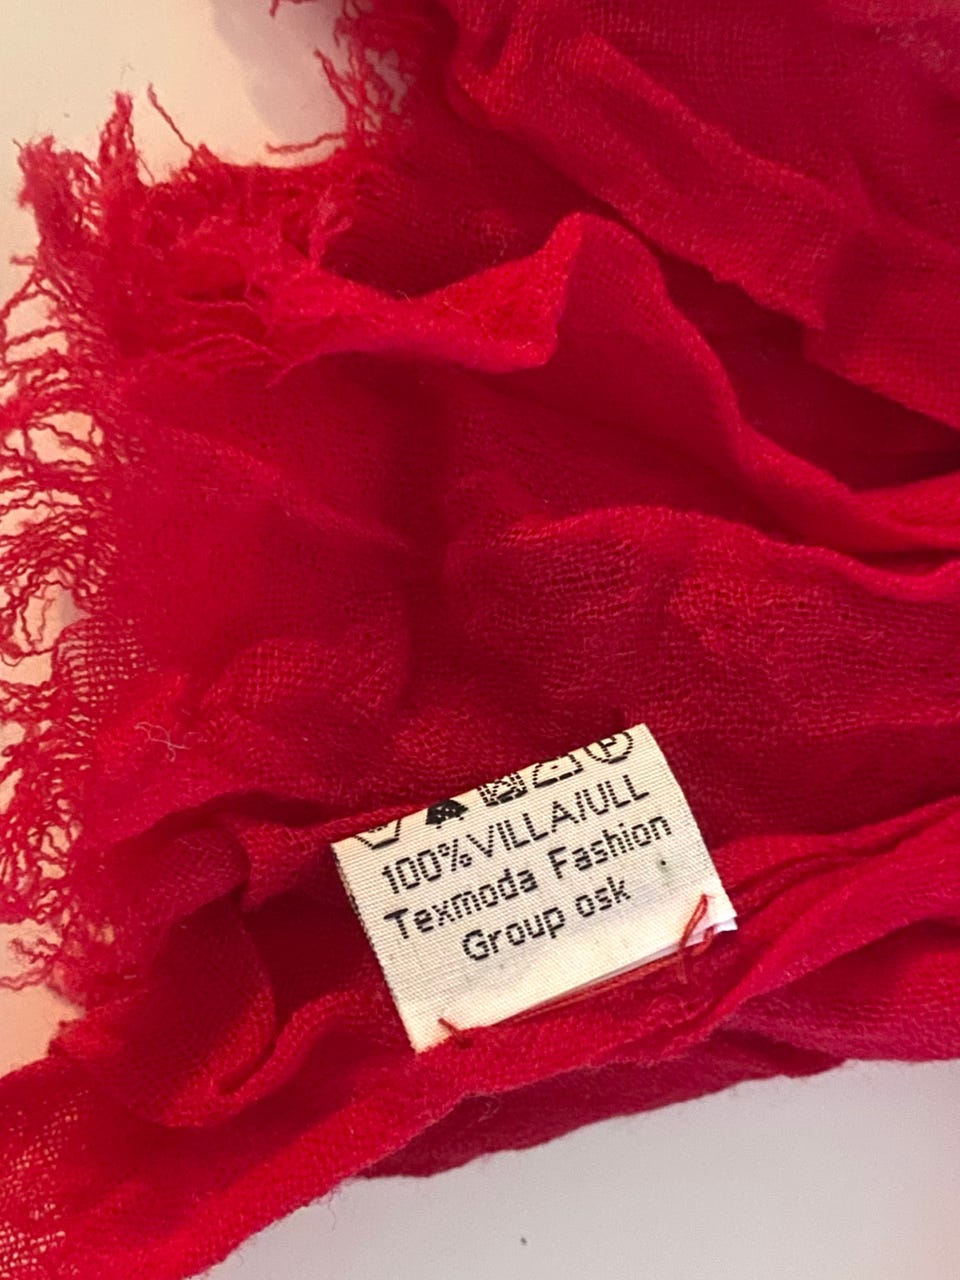 100%VILLA/ULL
Texmoda Fashion
Group osk